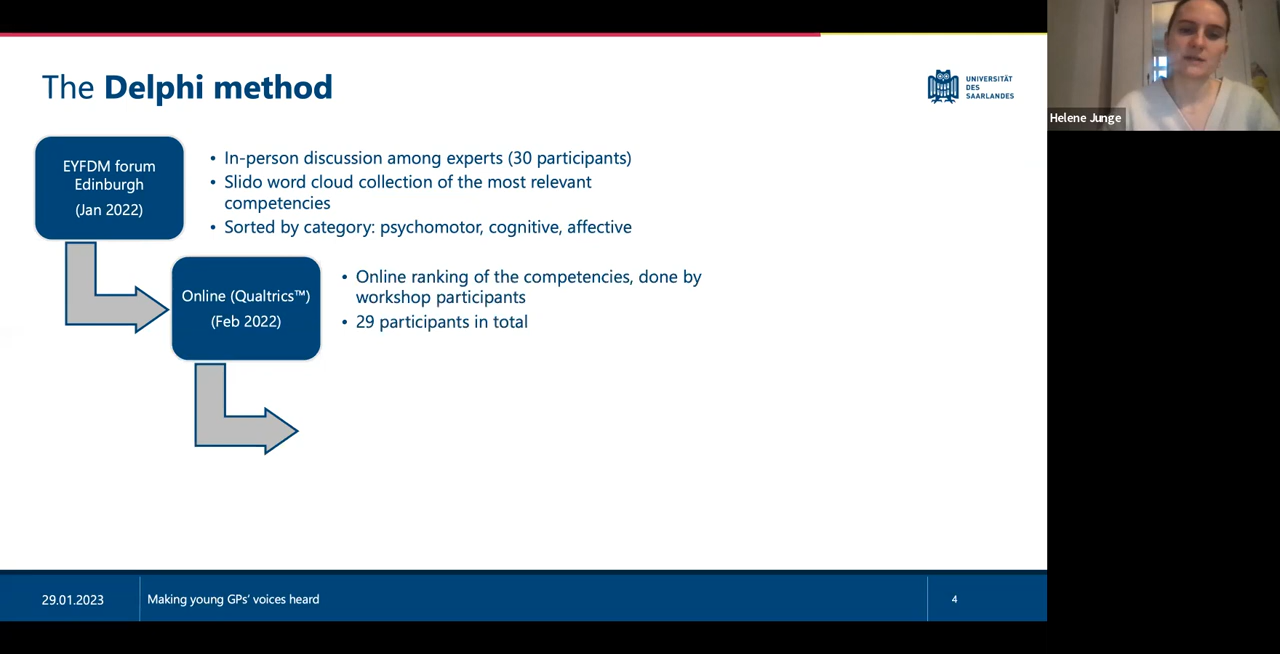 The Delphi method
UNIVERSITÄT
DES
SAARLANDES
Helene Junge
EYFDM forum
Edinburgh
(Jan 2022)
• In-person discussion among experts (30 participants)
• Slido word cloud collection of the most relevant
competencies
• Sorted by category: psychomotor, cognitive, affective
Online (Qualtrics™)
(Feb 2022)
• Online ranking of the competencies, done by
workshop participants
• 29 participants in total
29.01.2023
Making young GPs' voices heard
4